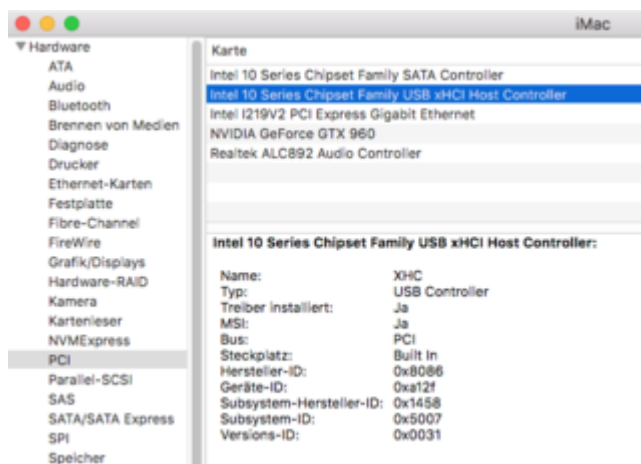 iMac
Hardware
ATA
Audio
Bluetooth
Brennen von Medien
Diagnose
Drucker
Ethernet-Karten
Festplatte
Fibre-Channel
FireWire
Grafik/Displays
Hardware-RAID
Kamera
Kartenleser
NVMExpress
PCI
Parallel-SCSI
SAS
SATA/SATA Express
SPI
Speicher
Karte
Intel 10 Series Chipset Family SATA Controller
Intel 10 Series Chipset Family USB xHCI Host Controller
Intel I219V2 PCI Express Gigabit Ethernet
NVIDIA GeForce GTX 960
Realtek ALC892 Audio Controller
Intel 10 Series Chipset Family USB xHCI Host Controller:
Name: XHC
Typ: USB Controller
Treiber installiert: Ja
MSI: Ja
Bus: PCI
Steckplatz: Built In
Hersteller-ID: 0x8086
Geräte-ID: 0xa12f
Subsystem-Hersteller-ID: 0x1458
Subsystem-ID: 0x5007
Versions-ID: 0x0031